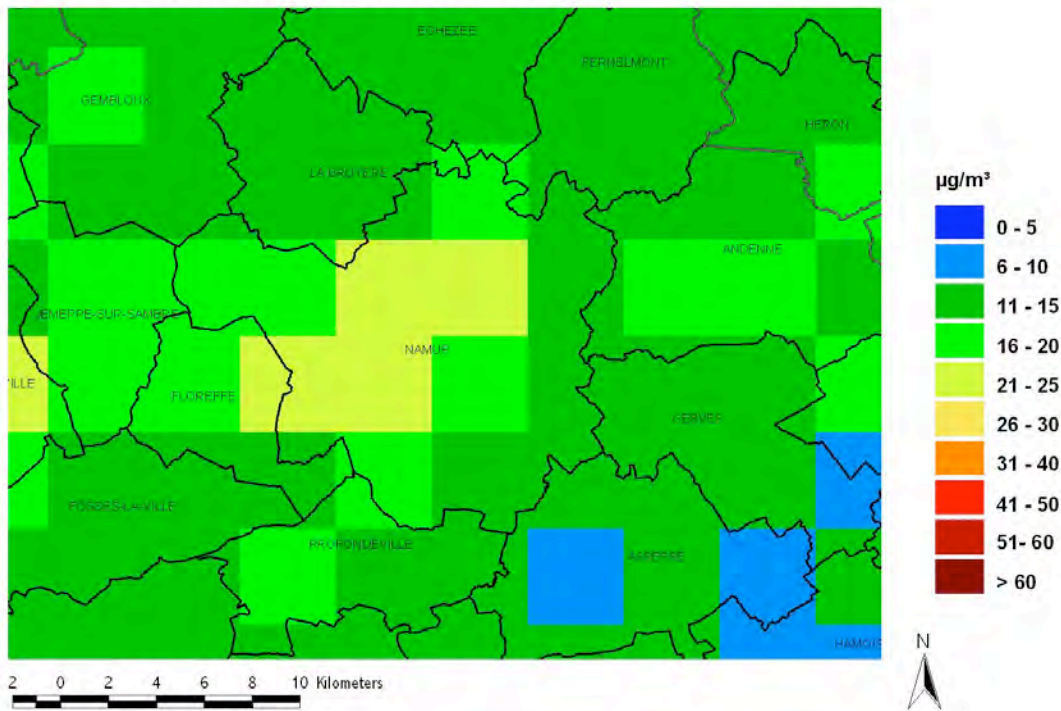 EGHEZEE
FERNELMONT
GEMBLOUX
HERON
LA BRUYERE
ANDENNE
JEMEPPE-SUR-SAMBRE
NAMUR
'ILLE
FLOREFFE
GESVES
FOSSES-LA-VILLE
PROFONDEVILLE
ASSESSE
HAMOIS
µg/m³
0 - 5
6 - 10
11 - 15
16 - 20
21 - 25
26 - 30
31 - 40
41 - 50
51- 60
> 60
N
2 0 2 4 6 8 10 Kilometers